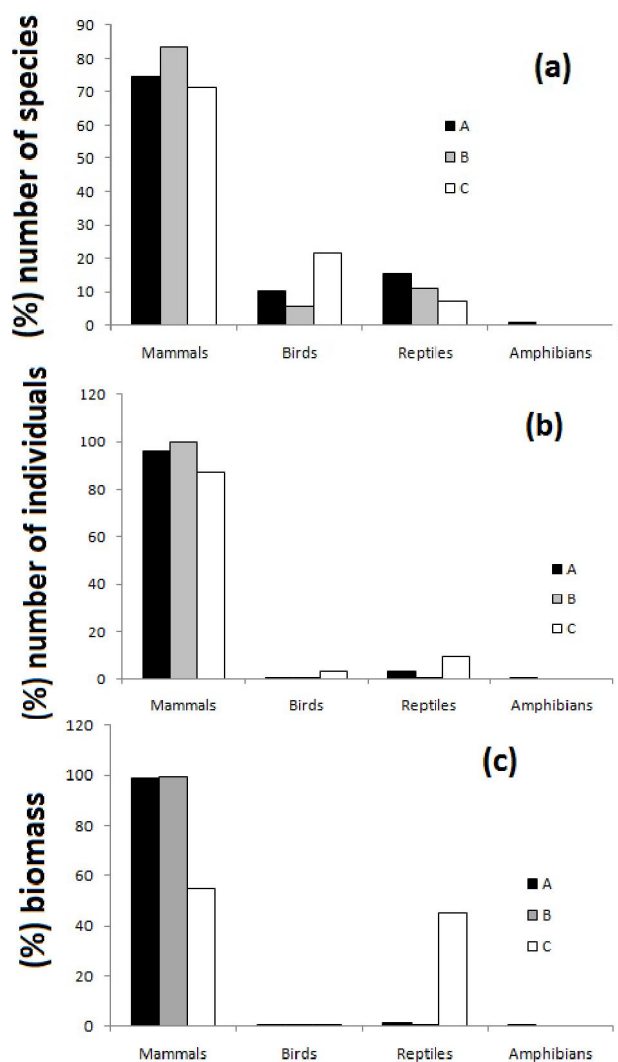 (%) number of species
90
80
70
60
50
40
30
20
10
0
(a)
A
B
C
Mammals Birds Reptiles Amphibians
(%) number of individuals
120
100
80
60
40
20
0
(b)
A
B
C
Mammals Birds Reptiles Amphibians
(%) biomass
120
100
80
60
40
20
0
(c)
A
B
C
Mammals Birds Reptiles Amphibians